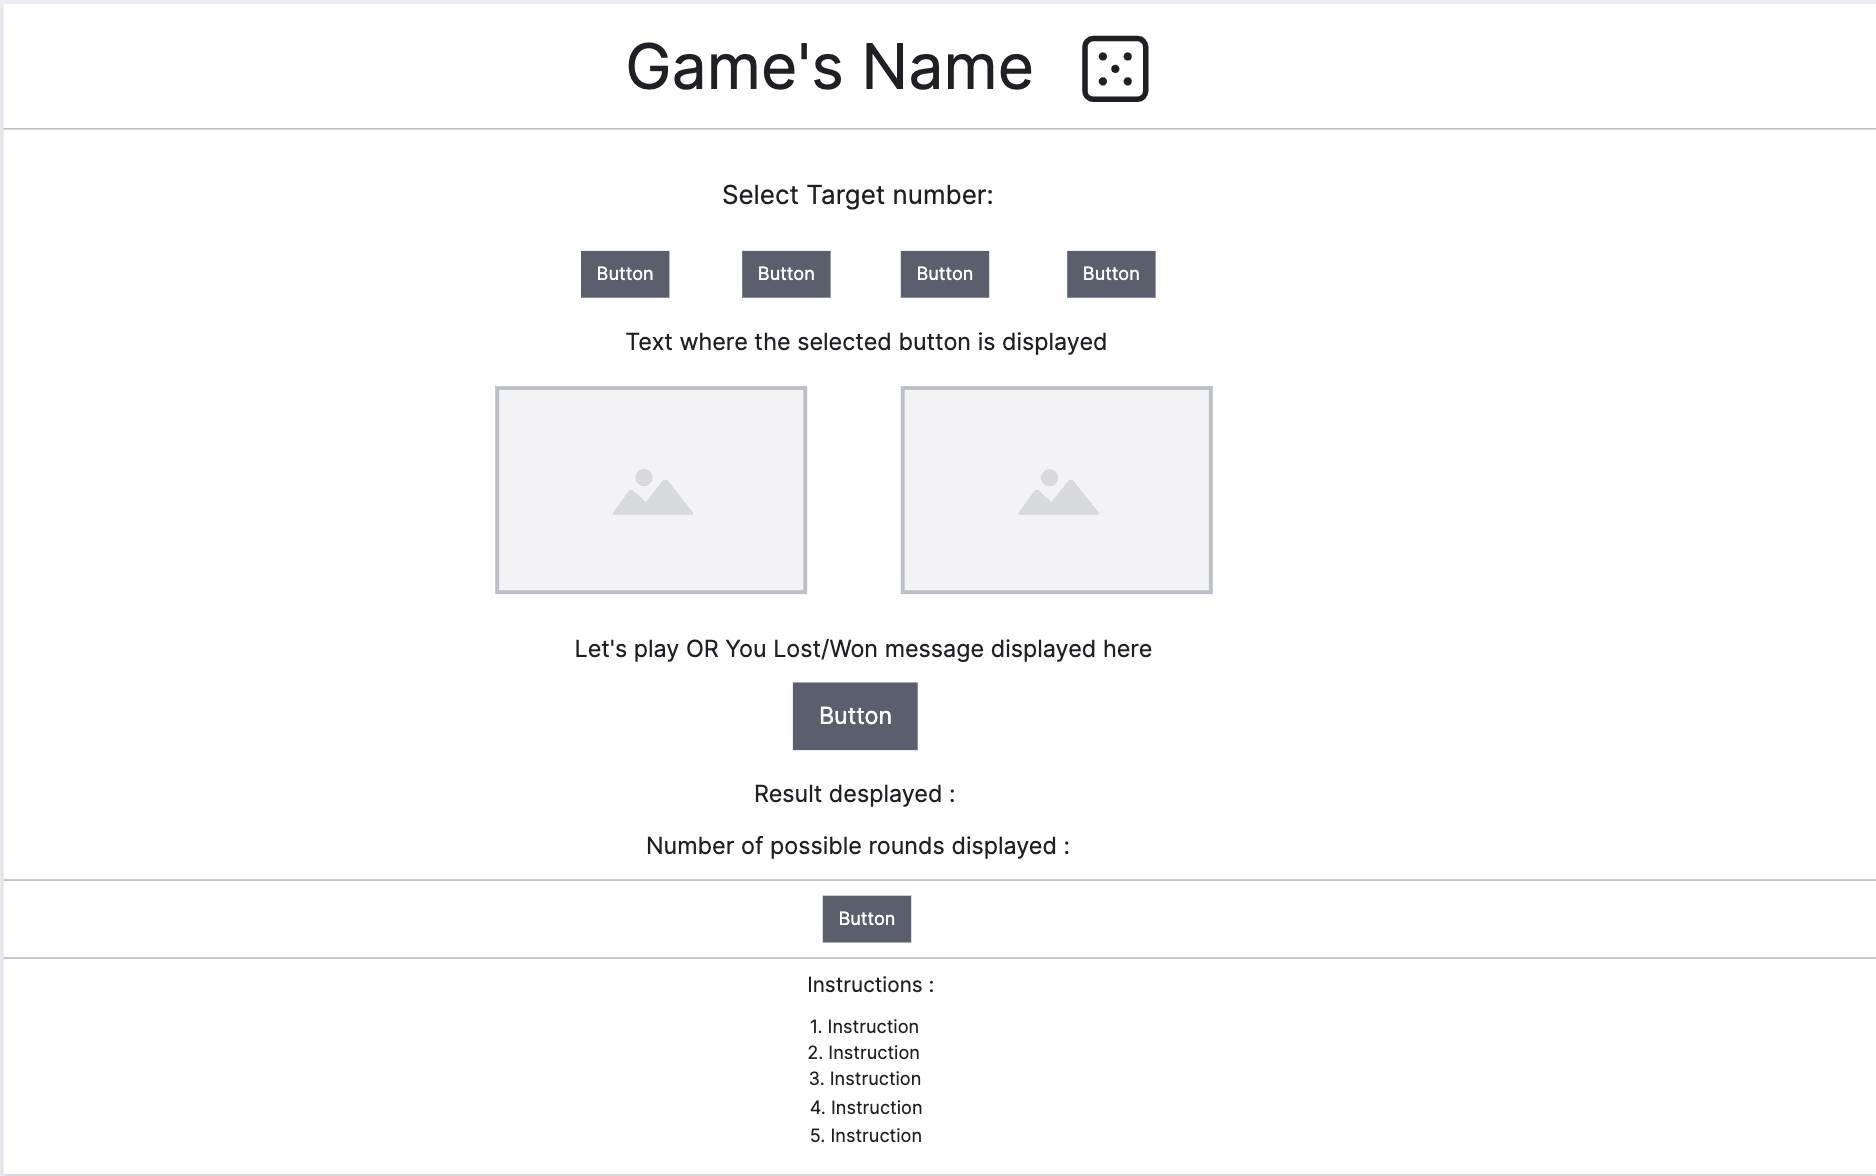 Game's Name
Select Target number:
Button Button Button Button
Text where the selected button is displayed
Let's play OR You Lost/Won message displayed here
Button
Result desplayed :
Number of possible rounds displayed :
Button
Instructions :
1. Instruction
2. Instruction
3. Instruction
4. Instruction
5. Instruction